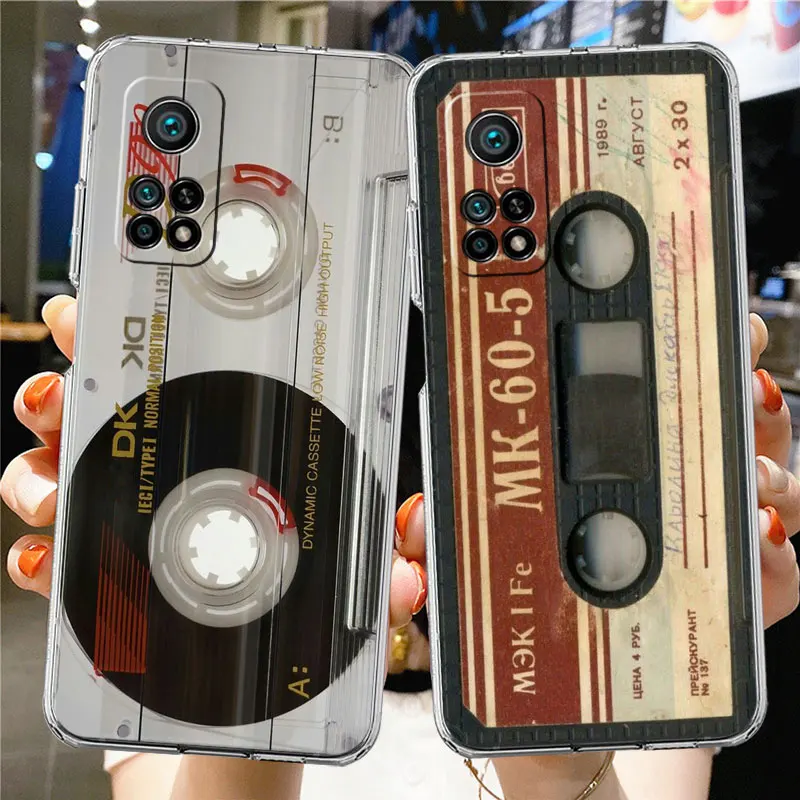 B:
DK
DK
IECI/TYPE I NORMAL POSITION
DYNAMIC CASSETTE LOW NOISE HIGH OUTPUT
A:
МК-60-5
МЭК I Fe
1989 г.
АВГУСТ
2 x 30
ЦЕНА 4 РУБ.
ПРЕЙСКУРАНТ
№ 137